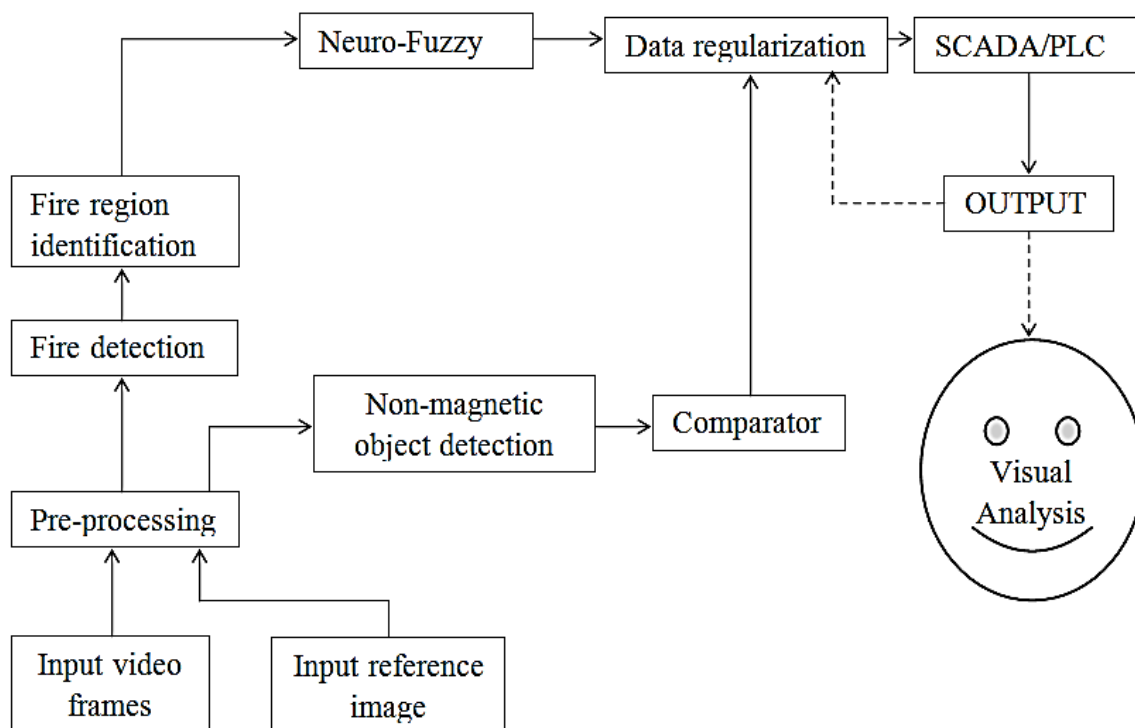 Neuro-Fuzzy
Data regularization
SCADA/PLC
Fire region
identification
OUTPUT
Fire detection
Non-magnetic
object detection
Comparator
Visual
Analysis
Pre-processing
Input video
frames
Input reference
image